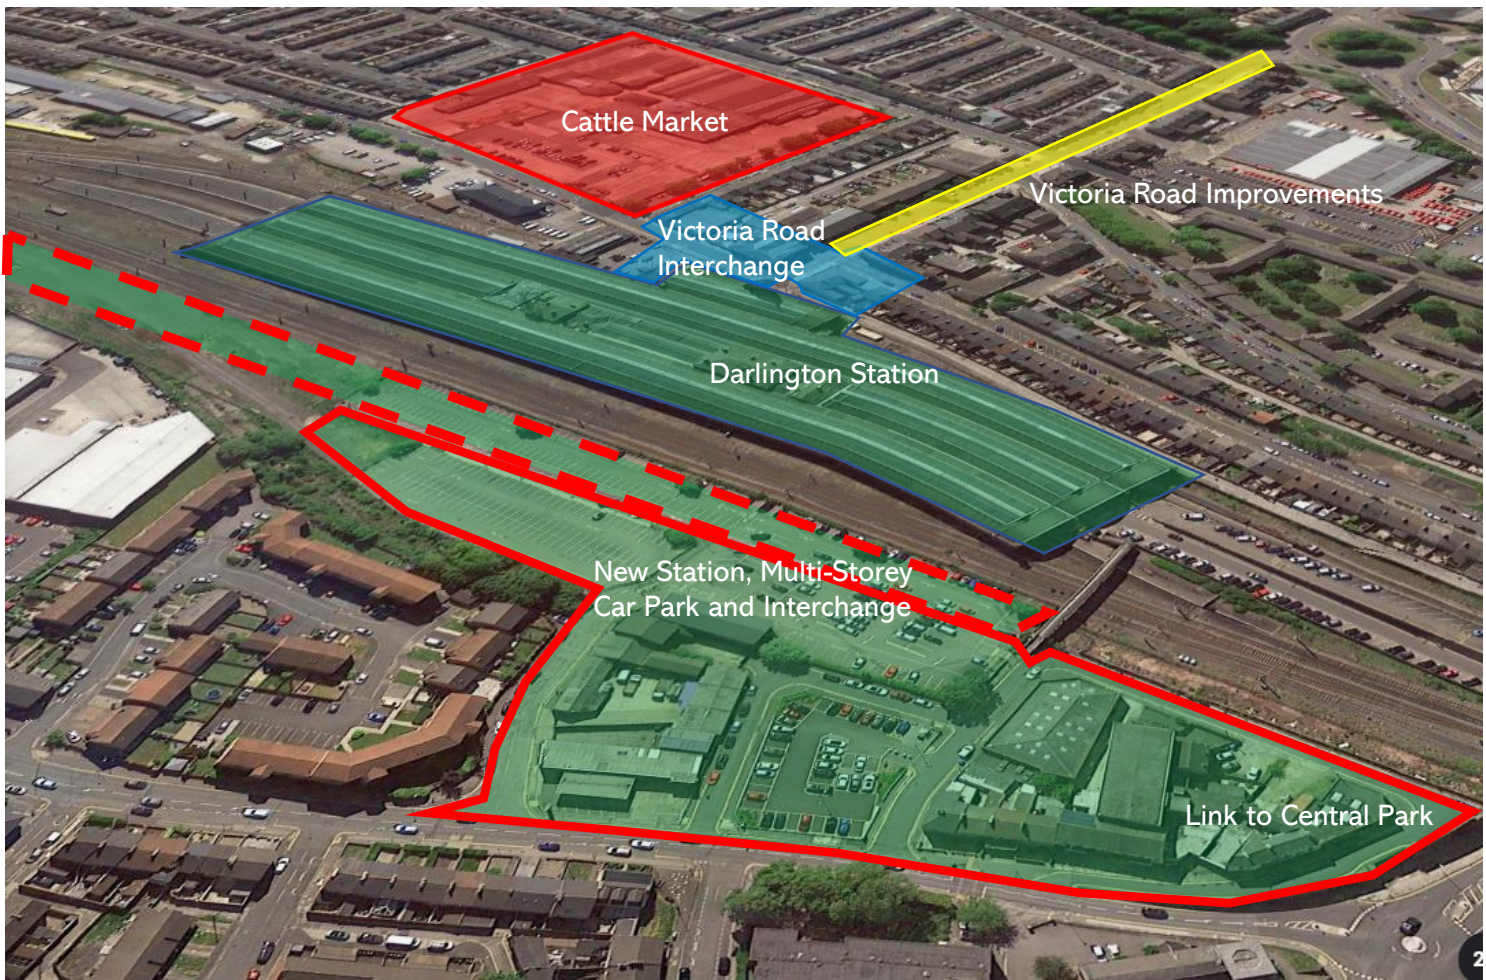 Cattle Market
Victoria Road Improvements
Victoria Road
Interchange
Darlington Station
New Station, Multi-Storey
Car Park and Interchange
Link to Central Park
2